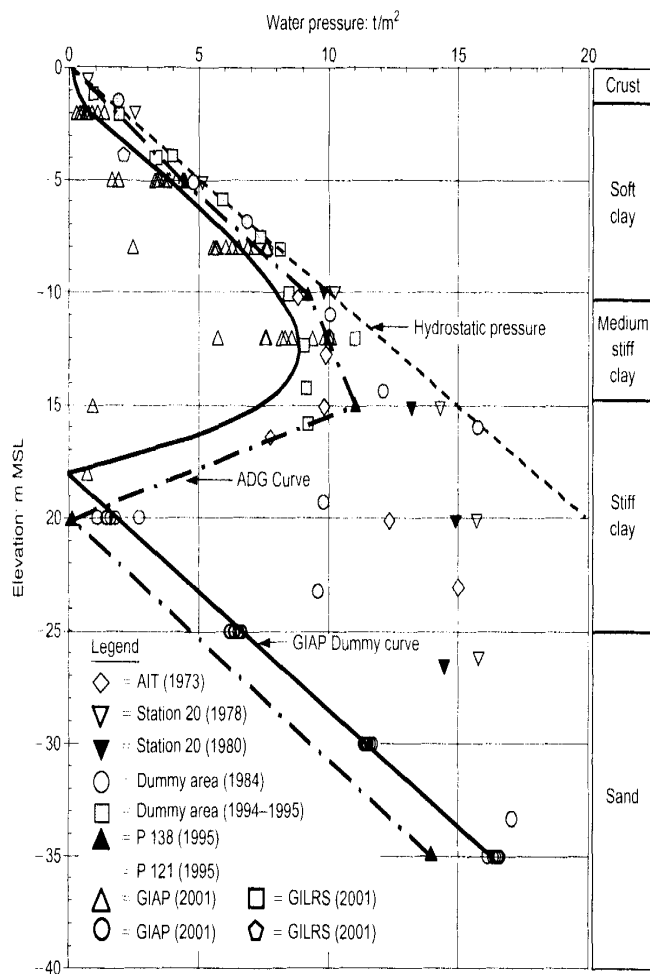 Water pressure: t/m²
0 5 10 15 20
0
-5
-10
15
20
-25
-30
-35
-40
Elevation: m MSL
Crust
Soft
clay
Medium
stiff
clay
Stiff
clay
Sand
Hydrostatic pressure
ADG Curve
GIAP Dummy curve
Legend
= AIT (1973)
= Station 20 (1978)
= Station 20 (1980)
Dummy area (1984)
= Dummy area (1994–1995)
= P 138 (1995)
= P 121 (1995)
= GIAP (2001) = GILRS (2001)
= GIAP (2001) = GILRS (2001)